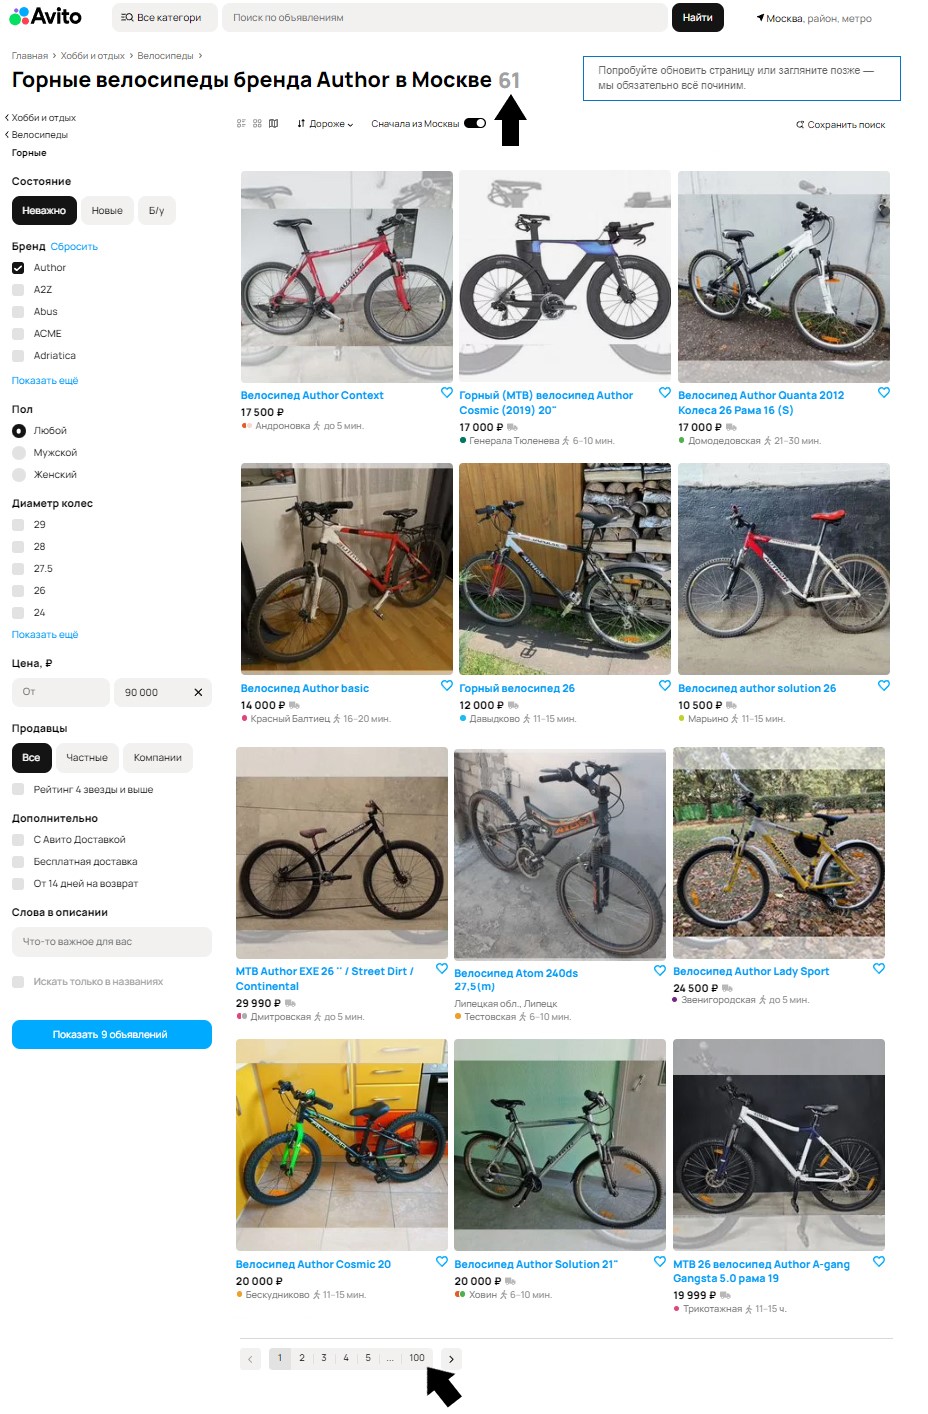 Avito
Все категори
Поиск по объявлениям
Найти
Москва, район, метро
Главная > Хобби и отдых > Велосипеды >
Горные велосипеды бренда Author в Москве 61
Попробуйте обновить страницу или загляните позже —
мы обязательно всё починим.
Хобби и отдых
Велосипеды
Горные
Дороже
Сначала из Москвы
Сохранить поиск
Состояние
Неважно
Новые
Б/у
Бренд Сбросить
Author
A2Z
Abus
ACME
Adriatica
Показать ещё
Пол
Любой
Мужской
Женский
Диаметр колес
29
28
27.5
26
24
Показать ещё
Цена, ₽
От
90 000
Продавцы
Все
Частные
Компании
Рейтинг 4 звезды и выше
Дополнительно
С Авито Доставкой
Бесплатная доставка
От 14 дней на возврат
Слова в описании
Что-то важное для вас
Искать только в названиях
Показать 9 объявлений
Велосипед Author Context
17 500 ₽
Андроновка до 5 мин.
Горный (МТВ) велосипед Author
Cosmic (2019) 20"
17 000 ₽
Генерала Тюленева 6–10 мин.
Велосипед Author Quanta 2012
Колеса 26 Рама 16 (S)
17 000 ₽
Домодедовская 21–30 мин.
Велосипед Author basic
14 000 ₽
Красный Балтиец 16–20 мин.
Горный велосипед 26
12 000 ₽
Давыдково 11–15 мин.
Велосипед author solution 26
10 500 ₽
Марьино 11–15 мин.
MTB Author EXE 26 '' / Street Dirt /
Continental
29 990 ₽
Дмитровская до 5 мин.
Велосипед Atom 240ds
27,5(m)
Липецкая обл., Липецк
Тестовская 6–10 мин.
Велосипед Author Lady Sport
24 500 ₽
Звенигородская до 5 мин.
Велосипед Author Cosmic 20
20 000 ₽
Бескудниково 11–15 мин.
Велосипед Author Solution 21"
20 000 ₽
Ховин 6–10 мин.
МТВ 26 велосипед Author A-gang
Gangsta 5.0 рама 19
19 999 ₽
Трикотажная 11–15 ч.
1 2 3 4 5 ... 100